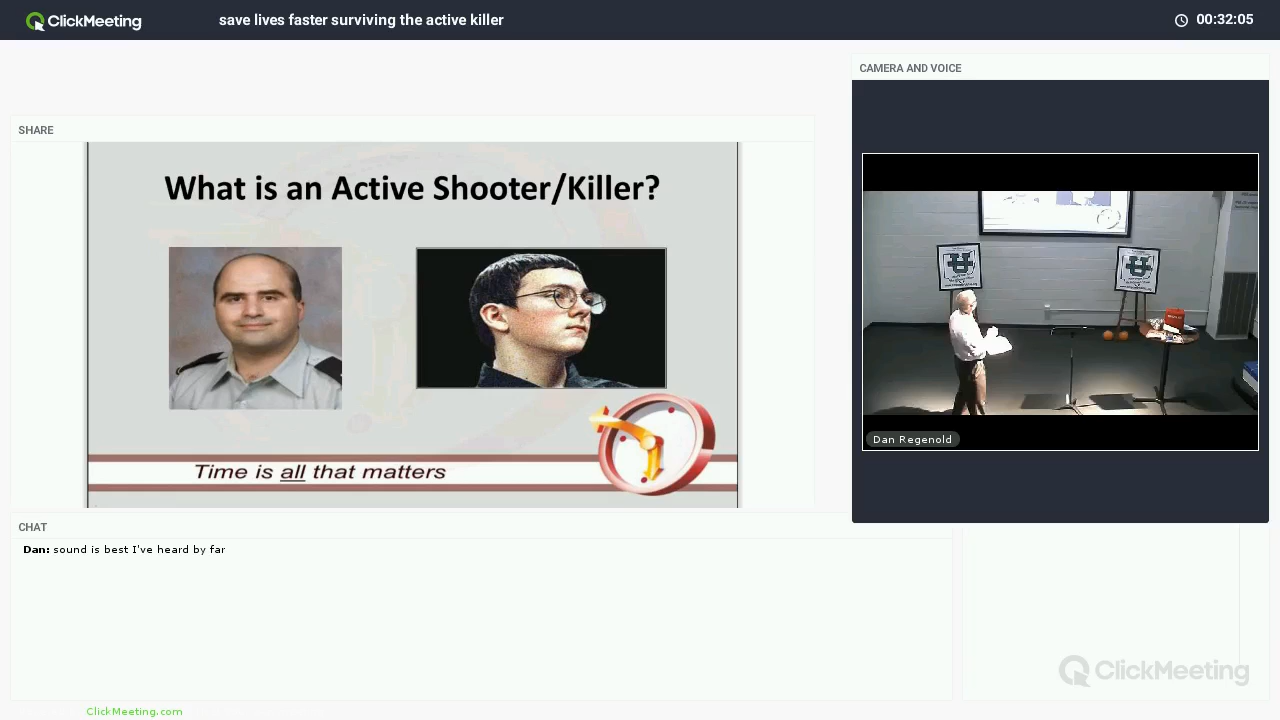 ClickMeeting
save lives faster surviving the active killer
00:32:05
CAMERA AND VOICE
SHARE
What is an Active Shooter/Killer?
Time is all that matters
Dan Regenold
CHAT
Dan: sound is best I've heard by far
ClickMeeting
ClickMeeting.com